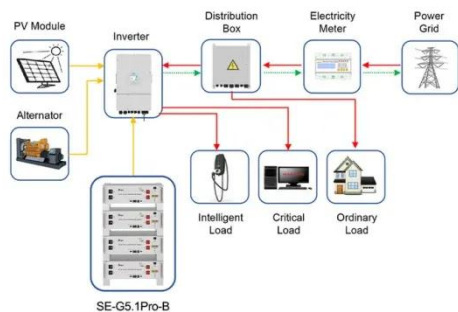 PV Module
Inverter
Distribution
Box
Electricity
Meter
Power
Grid
Alternator
Intelligent
Load
Critical
Load
Ordinary
Load
SE-G5.1Pro-B